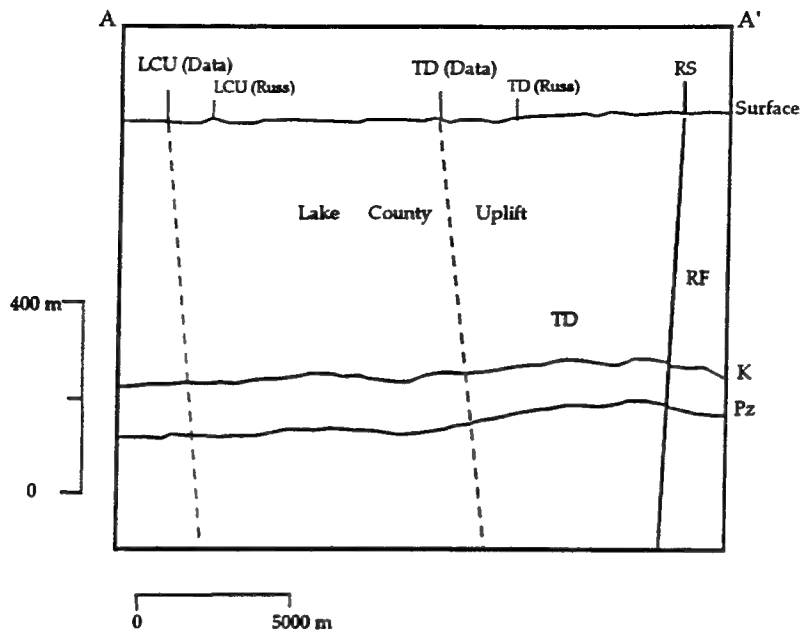 A A'
LCU (Data) TD (Data) RS
LCU (Russ) TD (Russ)
Surface
Lake County Uplift
RF
400 m
TD
K
Pz
0
0 5000 m